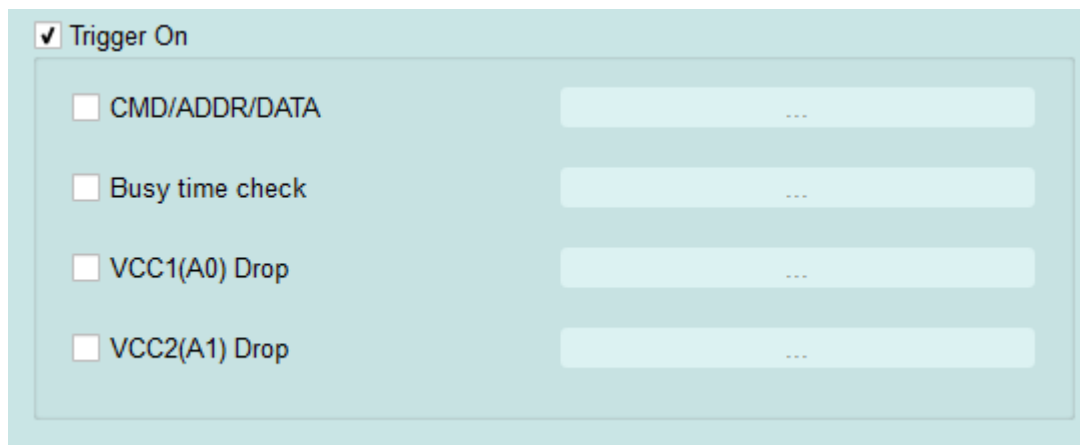 Trigger On
CMD/ADDR/DATA
...
Busy time check
...
VCC1(A0) Drop
...
VCC2(A1) Drop
...